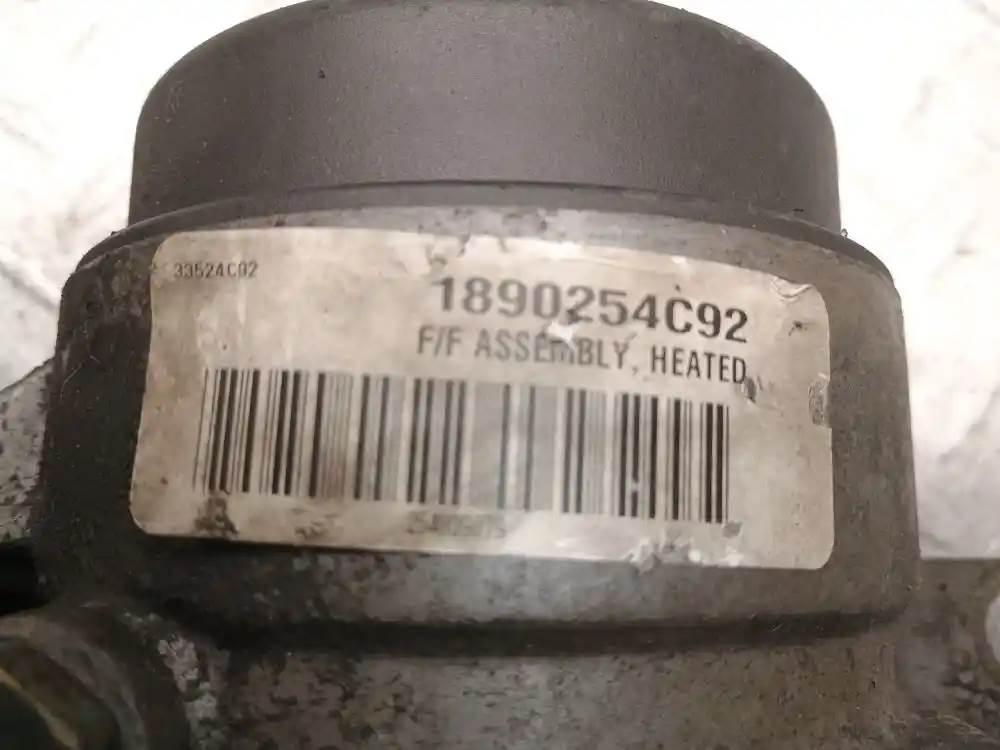 33524C02
1890254C92
F/F ASSEMBLY, HEATED